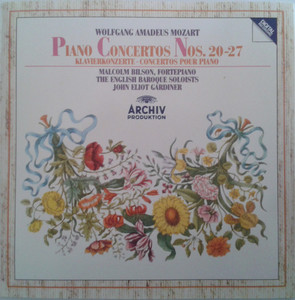 WOLFGANG AMADEUS MOZART
PIANO CONCERTOS NOS. 20-27
KLAVIERKONZERTE · CONCERTOS POUR PIANO
MALCOLM BILSON, FORTEPIANO
THE ENGLISH BAROQUE SOLOISTS
JOHN ELIOT GARDINER
ARCHIV
PRODUKTION